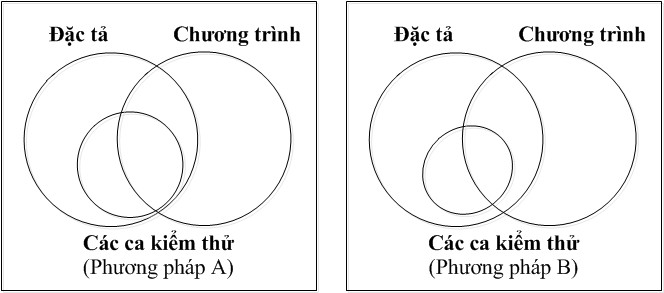 Đặc tả Chương trình
Các ca kiểm thử
(Phương pháp A)
Đặc tả Chương trình
Các ca kiểm thử
(Phương pháp B)